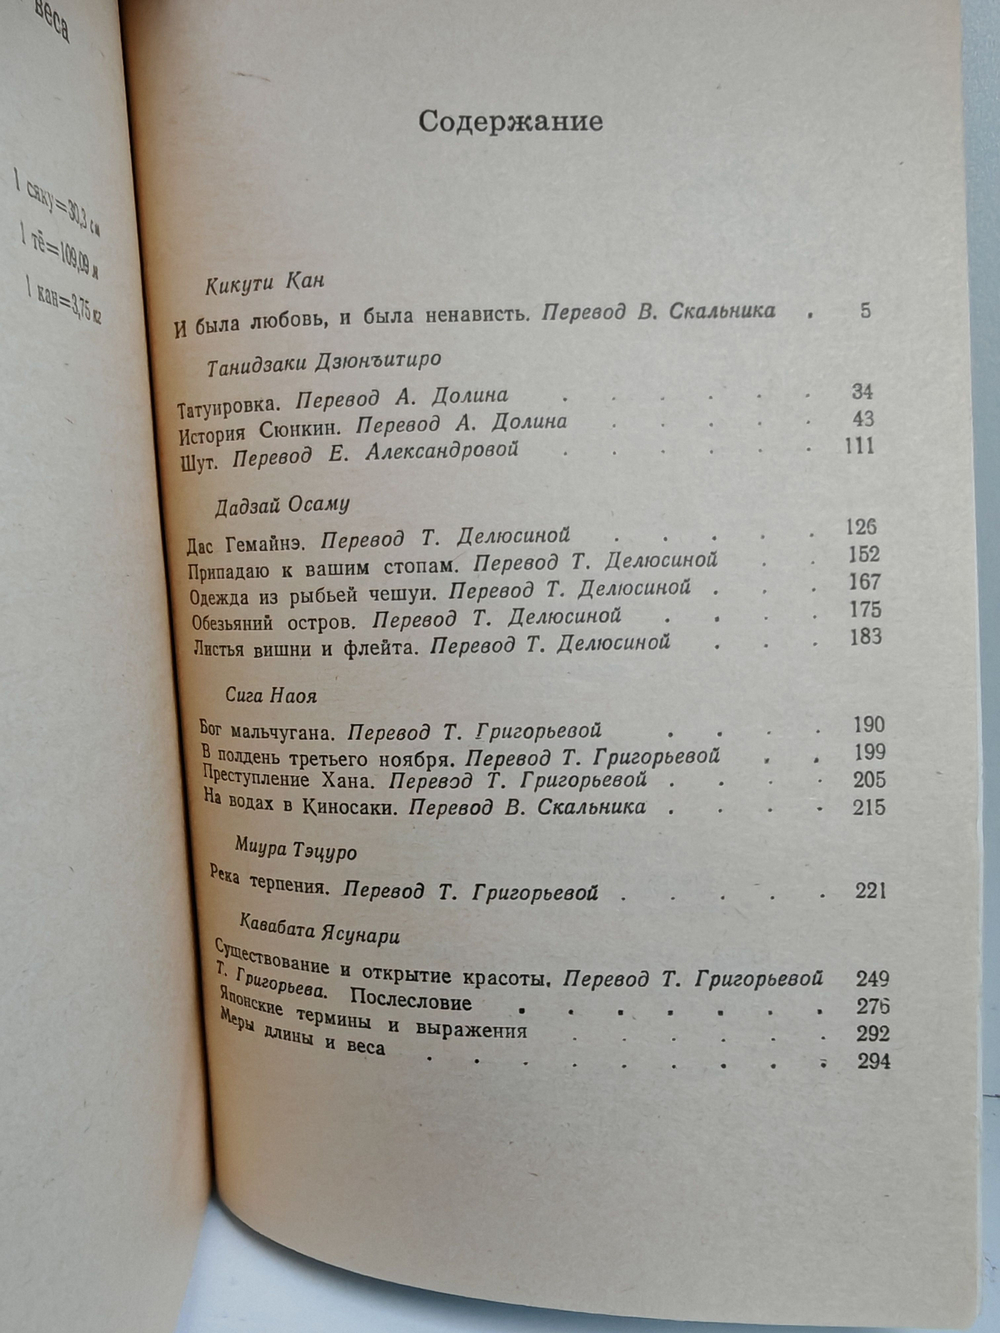 веса
1 сяку=30,3 см
1 тё=109,09 м
1 кан=3,75 кг
Содержание
Кикути Кан
И была любовь, и была ненависть. Перевод В. Скальника . 5
Танидзаки Дзюнъитиро
Татуировка. Перевод А. Долина . . . . . . 34
История Сюнкин. Перевод А. Долина . . . . . 43
Шут. Перевод Е. Александровой . . . . . . 111
Дадзай Осаму
Дас Гемайнэ. Перевод Т. Делюсиной . . . . 126
Припадаю к вашим стопам. Перевод Т. Делюсиной . . 152
Одежда из рыбьей чешуи. Перевод Т. Делюсиной . . . 167
Обезьяний остров. Перевод Т. Делюсиной . . . . 175
Листья вишни и флейта. Перевод Т. Делюсиной . . . 183
Сига Наоя
Бог мальчугана. Перевод Т. Григорьевой . . . . 190
В полдень третьего ноября. Перевод Т. Григорьевой . . 199
Преступление Хана. Перевод Т. Григорьевой . . . . 205
На водах в Киносаки. Перевод В. Скальника . . . . 215
Миура Тэцуро
Река терпения. Перевод Т. Григорьевой . . . . . 221
Кавабата Ясунари
Существование и открытие красоты. Перевод Т. Григорьевой 249
Т. Григорьева. Послесловие . . . . . . . 276
Японские термины и выражения . . . . . . 292
Меры длины и веса . . . . . . . . . 294